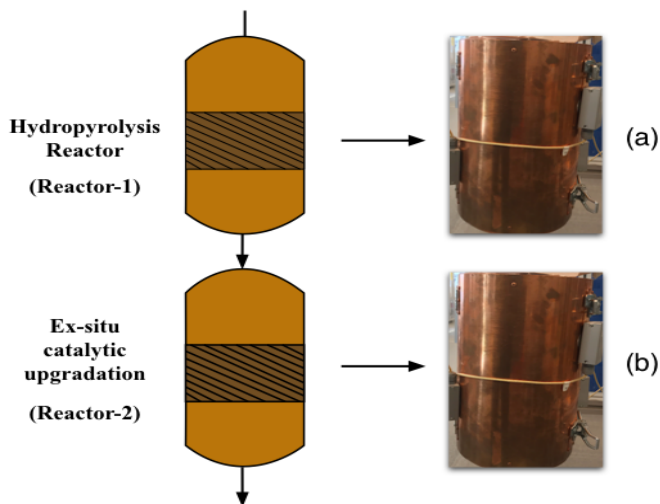 Hydropyrolysis
Reactor
(Reactor-1)
(a)
Ex-situ
catalytic
upgradation
(Reactor-2)
(b)